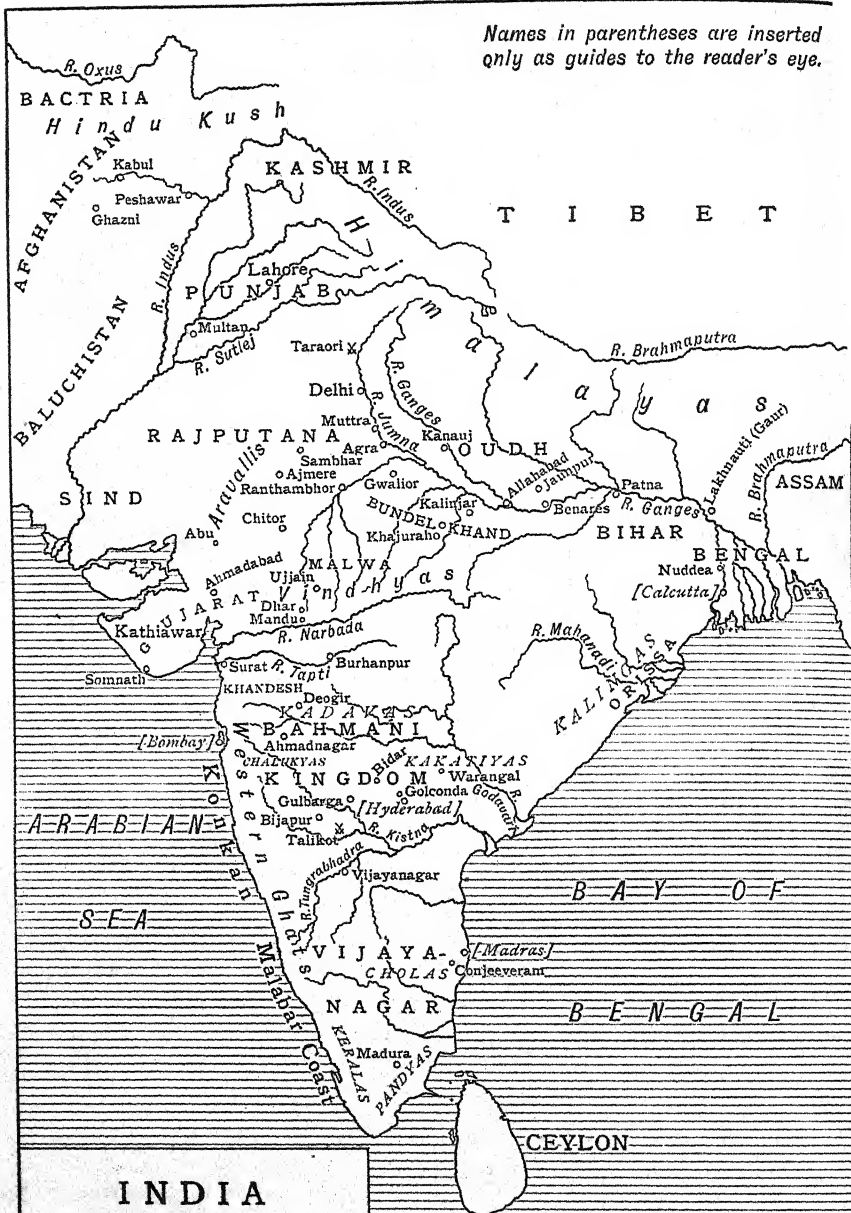 Names in parentheses are inserted
only as guides to the reader's eye.
R. Oxus
BACTRIA
Hindu Kush
AFGHANISTAN
Kabul
Peshawar
Ghazni
KASHMIR
R. Indus
TIBET
R. Indus
Lahore
PUNJAB
Himalayas
BALUCHISTAN
Multan
R. Sutlej
Taraori
R. Brahmaputra
R. Ganges
Delhi
R. Jumna
Muttra
RAJPUTANA
Kanauj
OUDH
Agra
Sambhar
Aravallis
Ajmere
Ranthambhor
Gwalior
Allahabad
Jaunpur
Patna
Lakhnauti (Gaur)
R. Brahmaputra
ASSAM
SIND
Kalinjar
Chitor
BUNDELKHAND
Benares
R. Ganges
BIHAR
Abu
Khajuraho
BENGAL
MALWA
Nuddea
Ahmadabad
Ujjain
Vindhyas
[Calcutta]
GUJARAT
Dhar
Mandu
Kathiawar
R. Narbada
R. Mahanadi
Somnath
Surat
R. Tapti
Burhanpur
KALINGAS
ORISSA
KHANDESH
Deogir
KADAVAS
BAHMANI
[Bombay]
Ahmadnagar
CHALUKYAS
Bidar
KAKATIYAS
KINGDOM
Warangal
Golconda
Gulbarga
[Hyderabad]
R. Godavari
Bijapur
ARABIAN
Talikot
R. Kistna
Western Ghats
Konkan
R. Tungrabhadra
Vijayanagar
BAY OF
SEA
VIJAYA-
[Madras]
CHOLAS
Conjeeveram
NAGAR
BENGAL
Malabar Coast
KERALAS
Madura
PANDYAS
CEYLON
INDIA